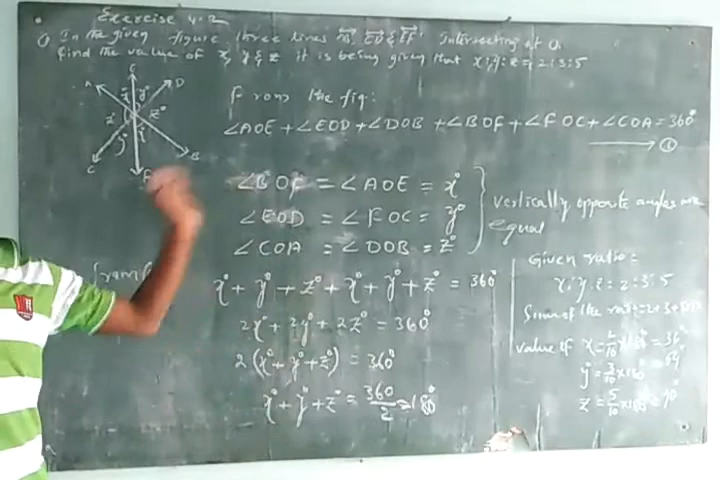 Exercise 4.2
1) In the given figure three lines AB, CD & EF Intersecting at O.
find the value of x, y & z it is being given that x:y:z = 2:3:5
E
A
D
x° y°
z° z°
y° x°
C
B
F
From the fig:
∠AOE + ∠EOD + ∠DOB + ∠BOF + ∠FOC + ∠COA = 360°
→ ①
∠BOF = ∠AOE = x°
∠EOD = ∠FOC = y°
∠COA = ∠DOB = z°
vertically opposite angles are
equal
From
x° + y° + z° + x° + y° + z° = 360°
2x° + 2y° + 2z° = 360°
2(x° + y° + z°) = 360°
x° + y° + z° = 360/2 = 180°
Given ratio =
x:y:z = 2:3:5
Sum of the ratio = 2+3+5=10
value of x = 2/10 × 180° = 36°
y = 3/10 × 180 = 54
z = 5/10 × 180° = 90°